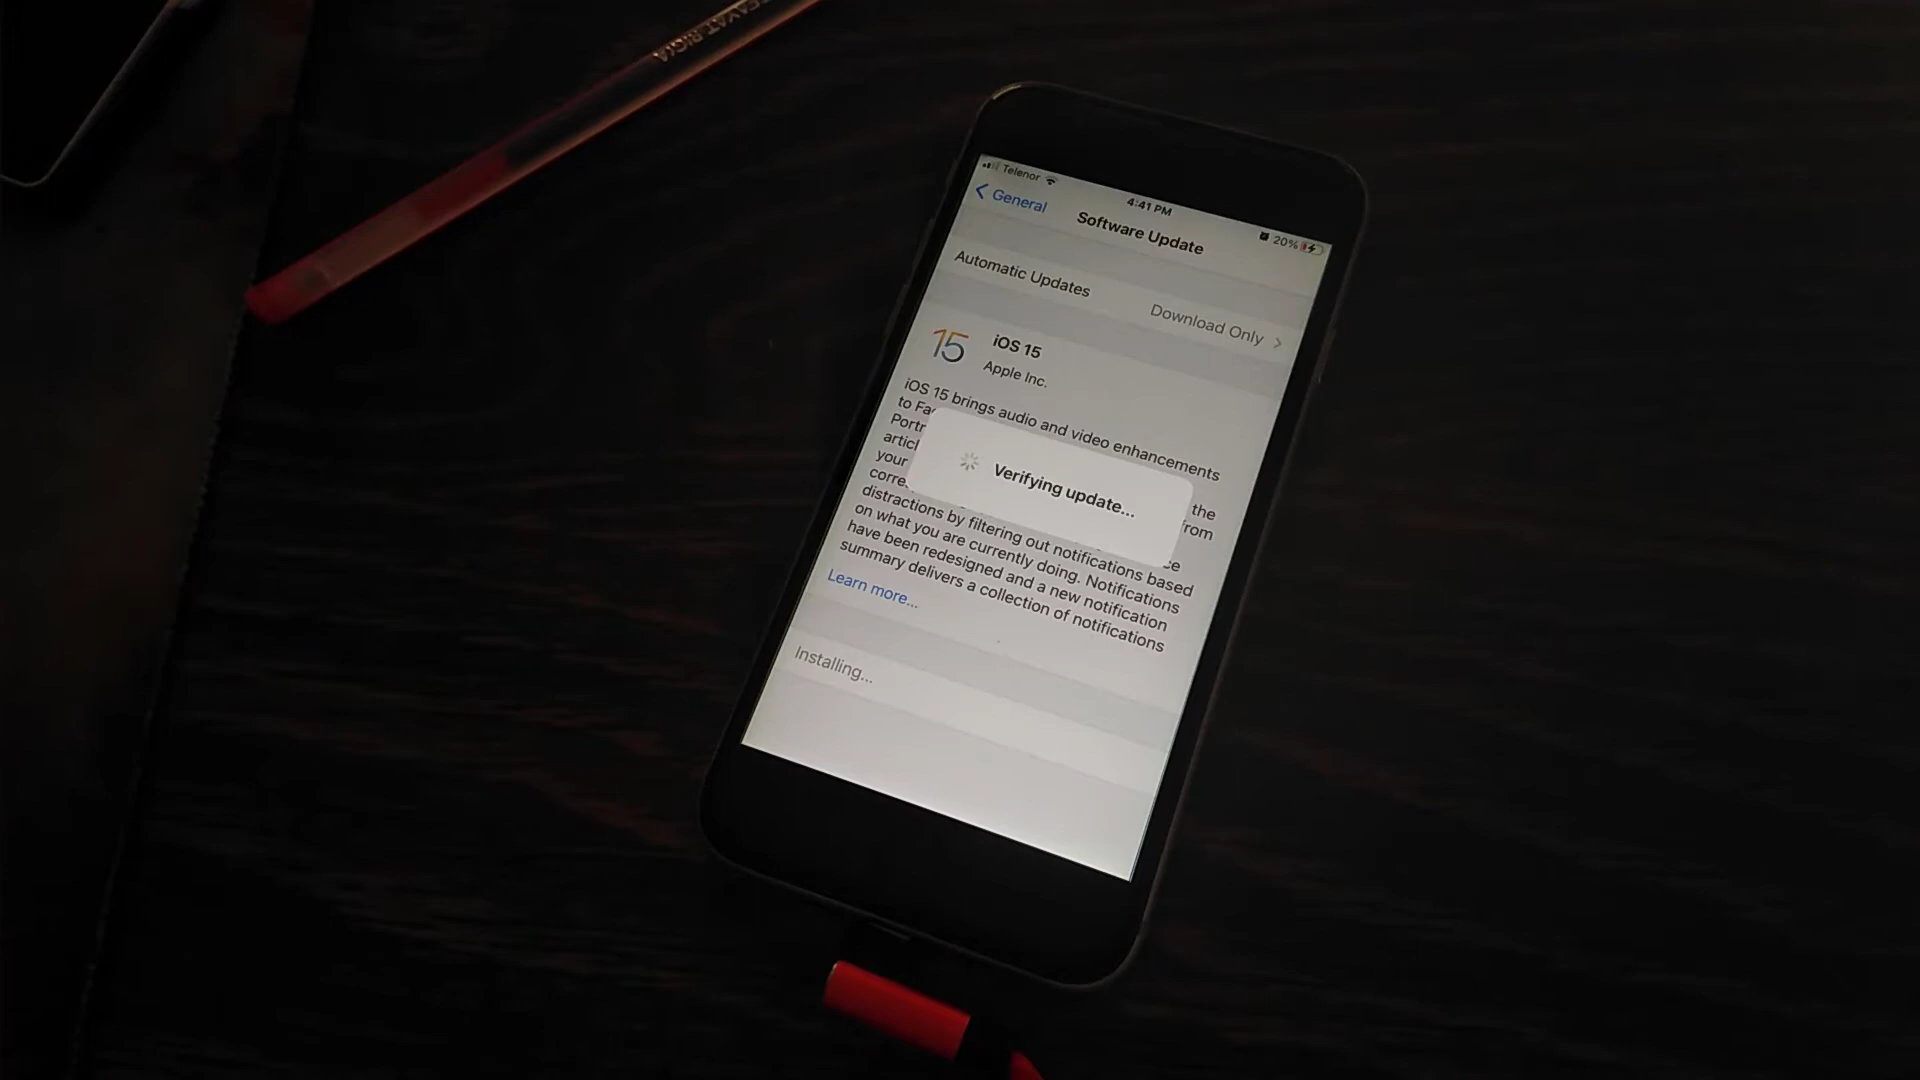 Telenor
4:41 PM
20%
General
Software Update
Automatic Updates
Download Only
15
iOS 15
Apple Inc.
iOS 15 brings audio and video enhancements
to Fa
Portr the
artic from
your
corre ce
distractions by filtering out notifications based
on what you are currently doing. Notifications
have been redesigned and a new notification
summary delivers a collection of notifications
Verifying update...
Learn more...
Installing...